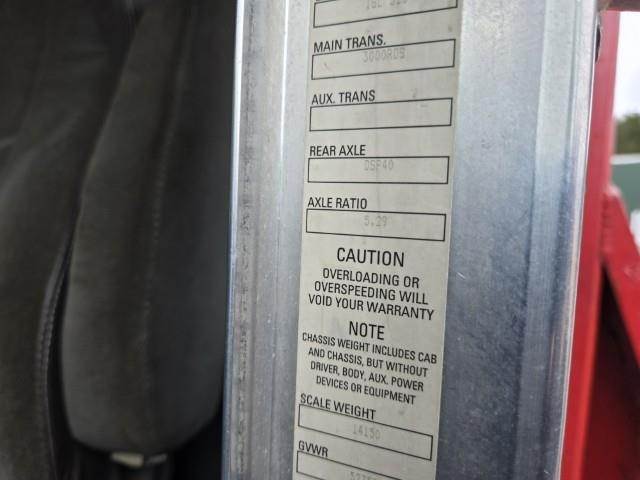 MAIN TRANS.
3000RDS
AUX. TRANS
REAR AXLE
DSP40
AXLE RATIO
5.29
CAUTION
OVERLOADING OR
OVERSPEEDING WILL
VOID YOUR WARRANTY
NOTE
CHASSIS WEIGHT INCLUDES CAB
AND CHASSIS, BUT WITHOUT
DRIVER, BODY, AUX. POWER
DEVICES OR EQUIPMENT
SCALE WEIGHT
14150
GVWR